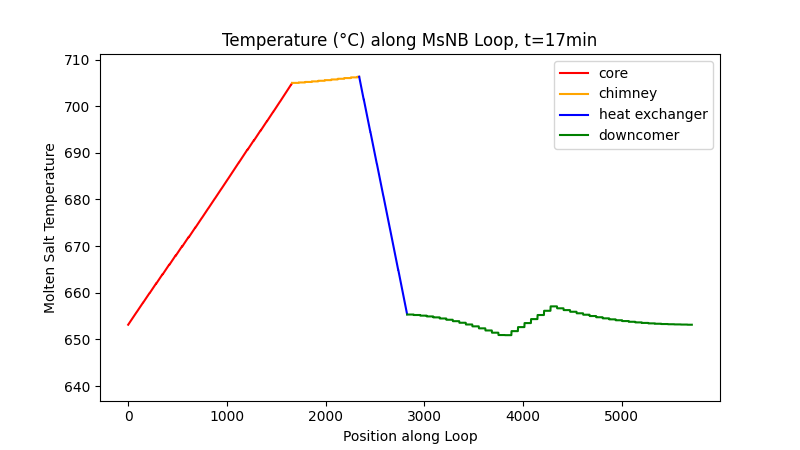 Temperature (°C) along MsNB Loop, t=17min
710
700
690
680
670
660
650
640
Molten Salt Temperature
core
chimney
heat exchanger
downcomer
0 1000 2000 3000 4000 5000
Position along Loop